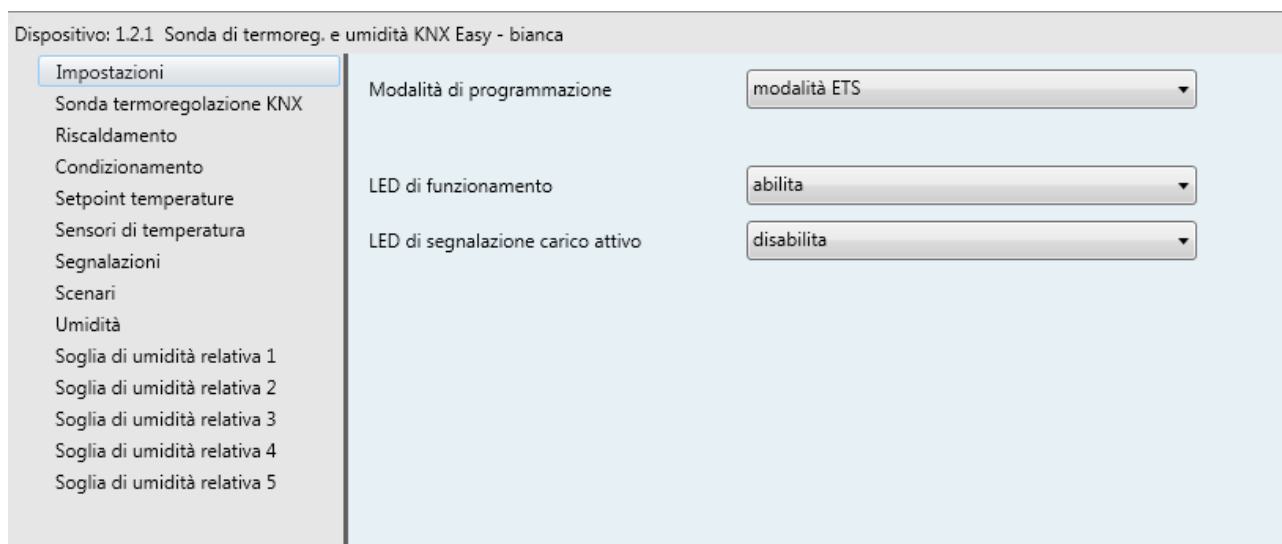 Dispositivo: 1.2.1 Sonda di termoreg. e umidità KNX Easy - bianca
Impostazioni
Sonda termoregolazione KNX
Riscaldamento
Condizionamento
Setpoint temperature
Sensori di temperatura
Segnalazioni
Scenari
Umidità
Soglia di umidità relativa 1
Soglia di umidità relativa 2
Soglia di umidità relativa 3
Soglia di umidità relativa 4
Soglia di umidità relativa 5
Modalità di programmazione modalità ETS
LED di funzionamento abilita
LED di segnalazione carico attivo disabilita